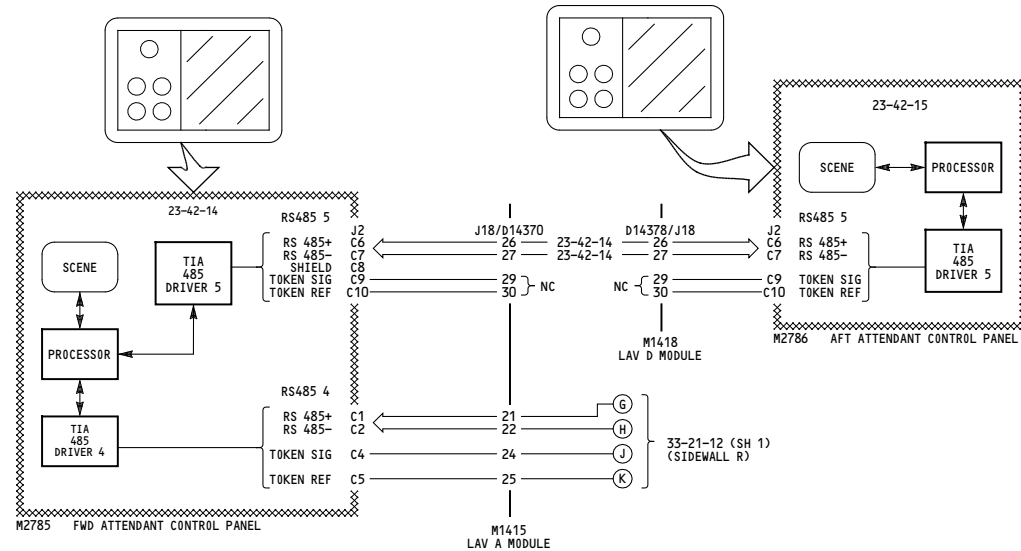 23-42-15
SCENE
PROCESSOR
23-42-14
RS485 5
J2
J18/D14370
D14378/J18
J2
RS485 5
RS 485+ C6 26 23-42-14 26 C6 RS 485+
RS 485- C7 27 23-42-14 27 C7 RS 485-
SHIELD C8
TOKEN SIG C9 29 NC NC 29 C9 TOKEN SIG
TOKEN REF C10 30 30 C10 TOKEN REF
SCENE
TIA
485
DRIVER 5
TIA
485
DRIVER 5
M1418
LAV D MODULE
M2786 AFT ATTENDANT CONTROL PANEL
PROCESSOR
RS485 4
RS 485+ C1 21 G
RS 485- C2 22 H
TOKEN SIG C4 24 J
TOKEN REF C5 25 K
33-21-12 (SH 1)
(SIDEWALL R)
TIA
485
DRIVER 4
M2785 FWD ATTENDANT CONTROL PANEL
M1415
LAV A MODULE